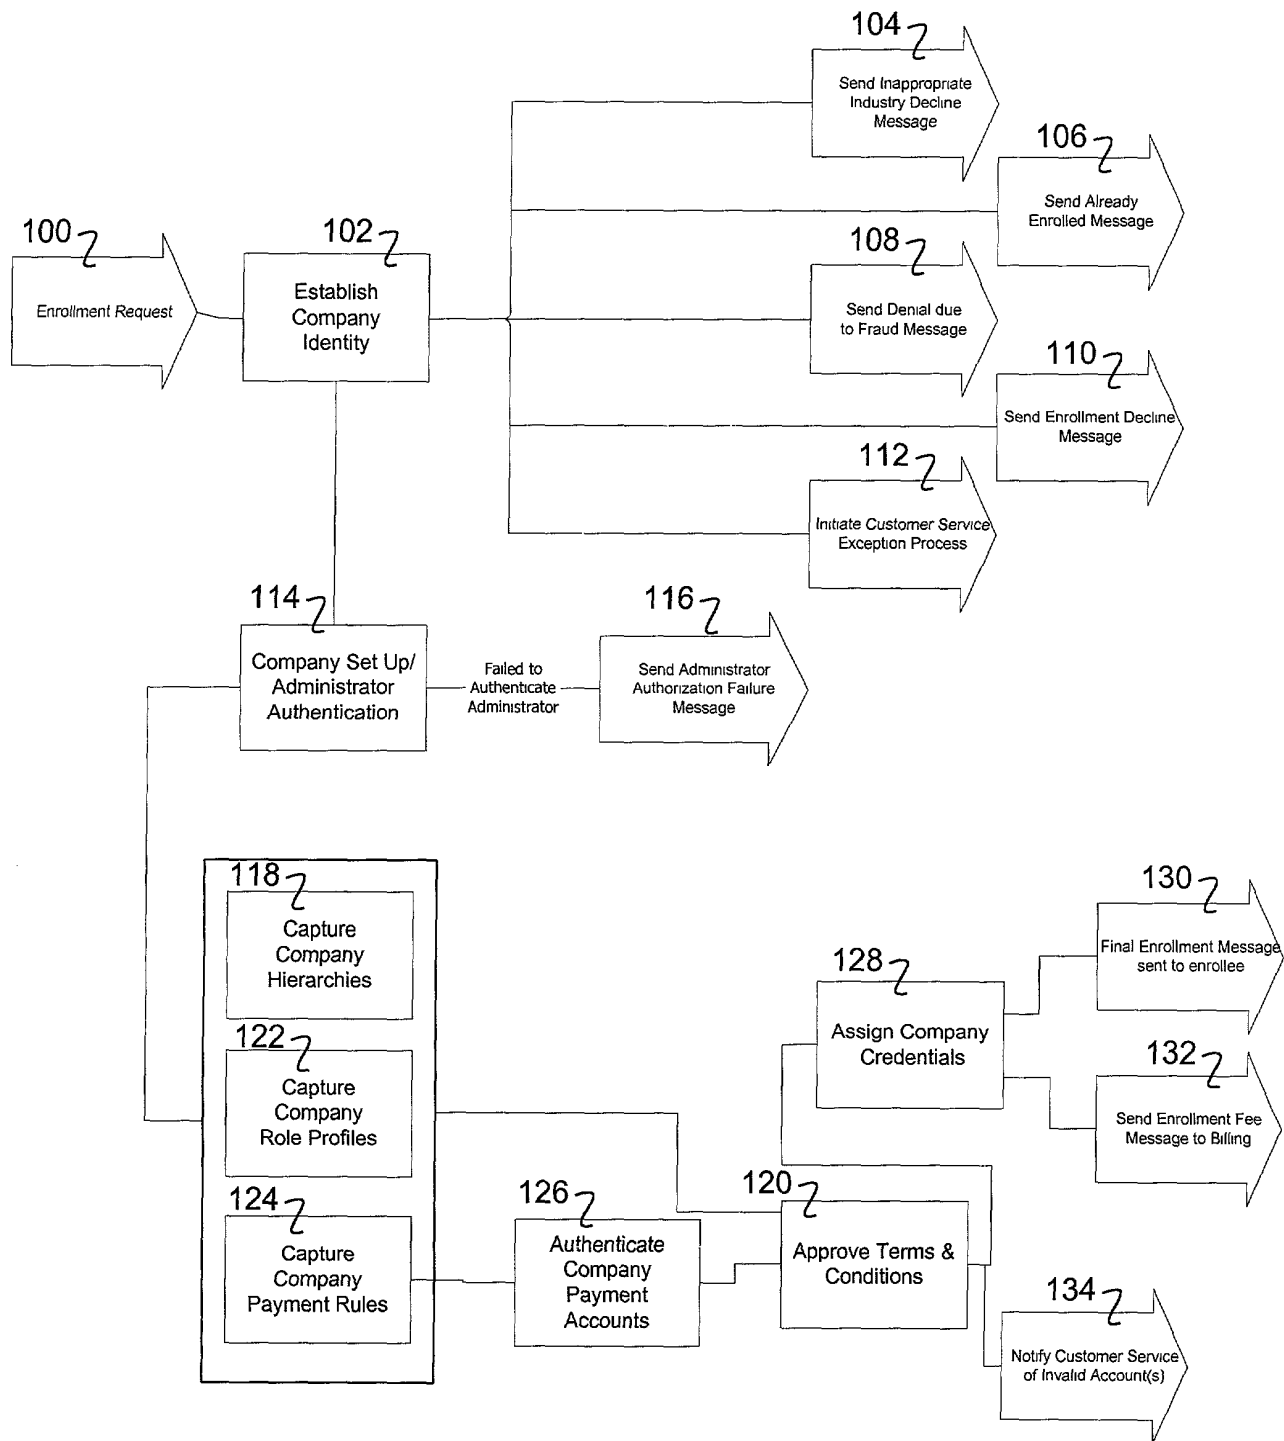 104
Send Inappropriate
Industry Decline
Message
106
Send Already
Enrolled Message
100
Enrollment Request
102
Establish
Company
Identity
108
Send Denial due
to Fraud Message
110
Send Enrollment Decline
Message
112
Initiate Customer Service
Exception Process
114
Company Set Up/
Administrator
Authentication
Failed to
Authenticate
Administrator
116
Send Administrator
Authorization Failure
Message
118
Capture
Company
Hierarchies
122
Capture
Company
Role Profiles
124
Capture
Company
Payment Rules
126
Authenticate
Company
Payment
Accounts
120
Approve Terms &
Conditions
128
Assign Company
Credentials
130
Final Enrollment Message
sent to enrollee
132
Send Enrollment Fee
Message to Billing
134
Notify Customer Service
of Invalid Account(s)